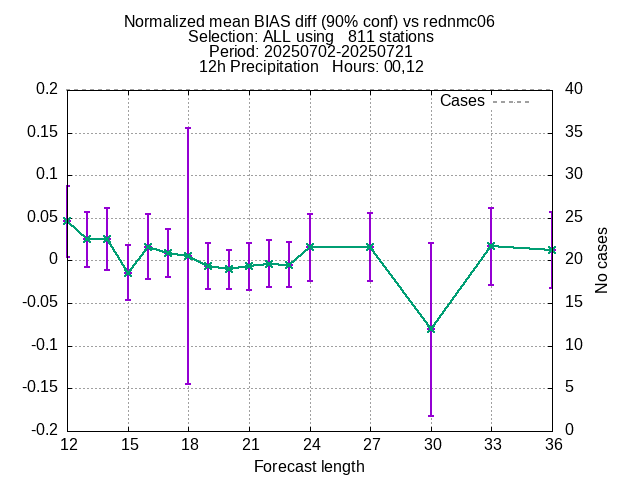 Normalized mean BIAS diff (90% conf) vs rednmc06
Selection: ALL using   811 stations
Period: 20250702-20250721
12h Precipitation   Hours: 00,12
Cases
0.2
0.15
0.1
0.05
0
-0.05
-0.1
-0.15
-0.2
40
35
30
25
20
15
10
5
0
No cases
12 15 18 21 24 27 30 33 36
Forecast length